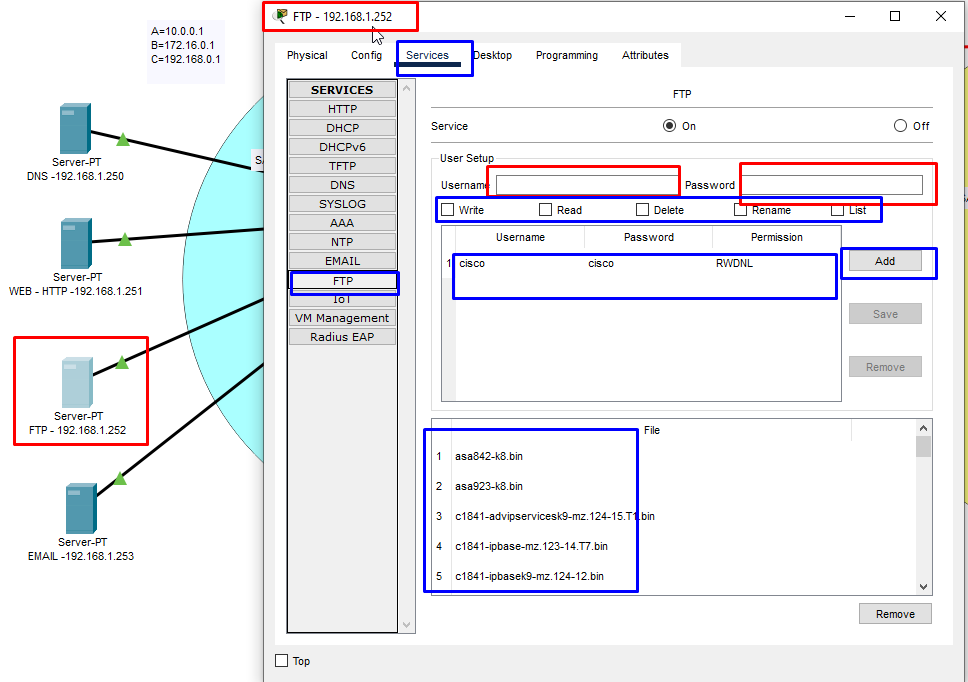 A=10.0.0.1
B=172.16.0.1
C=192.168.0.1
Server-PT
DNS -192.168.1.250
Server-PT
WEB - HTTP -192.168.1.251
Server-PT
FTP - 192.168.1.252
Server-PT
EMAIL -192.168.1.253
FTP - 192.168.1.252
Physical Config Services Desktop Programming Attributes
SERVICES
HTTP
DHCP
DHCPv6
TFTP
DNS
SYSLOG
AAA
NTP
EMAIL
FTP
IoT
VM Management
Radius EAP
FTP
Service On Off
User Setup
Username Password
Write Read Delete Rename List
Username Password Permission
1 cisco cisco RWDNL
Add
Save
Remove
File
1 asa842-k8.bin
2 asa923-k8.bin
3 c1841-advipservicesk9-mz.124-15.T1.bin
4 c1841-ipbase-mz.123-14.T7.bin
5 c1841-ipbasek9-mz.124-12.bin
Remove
Top